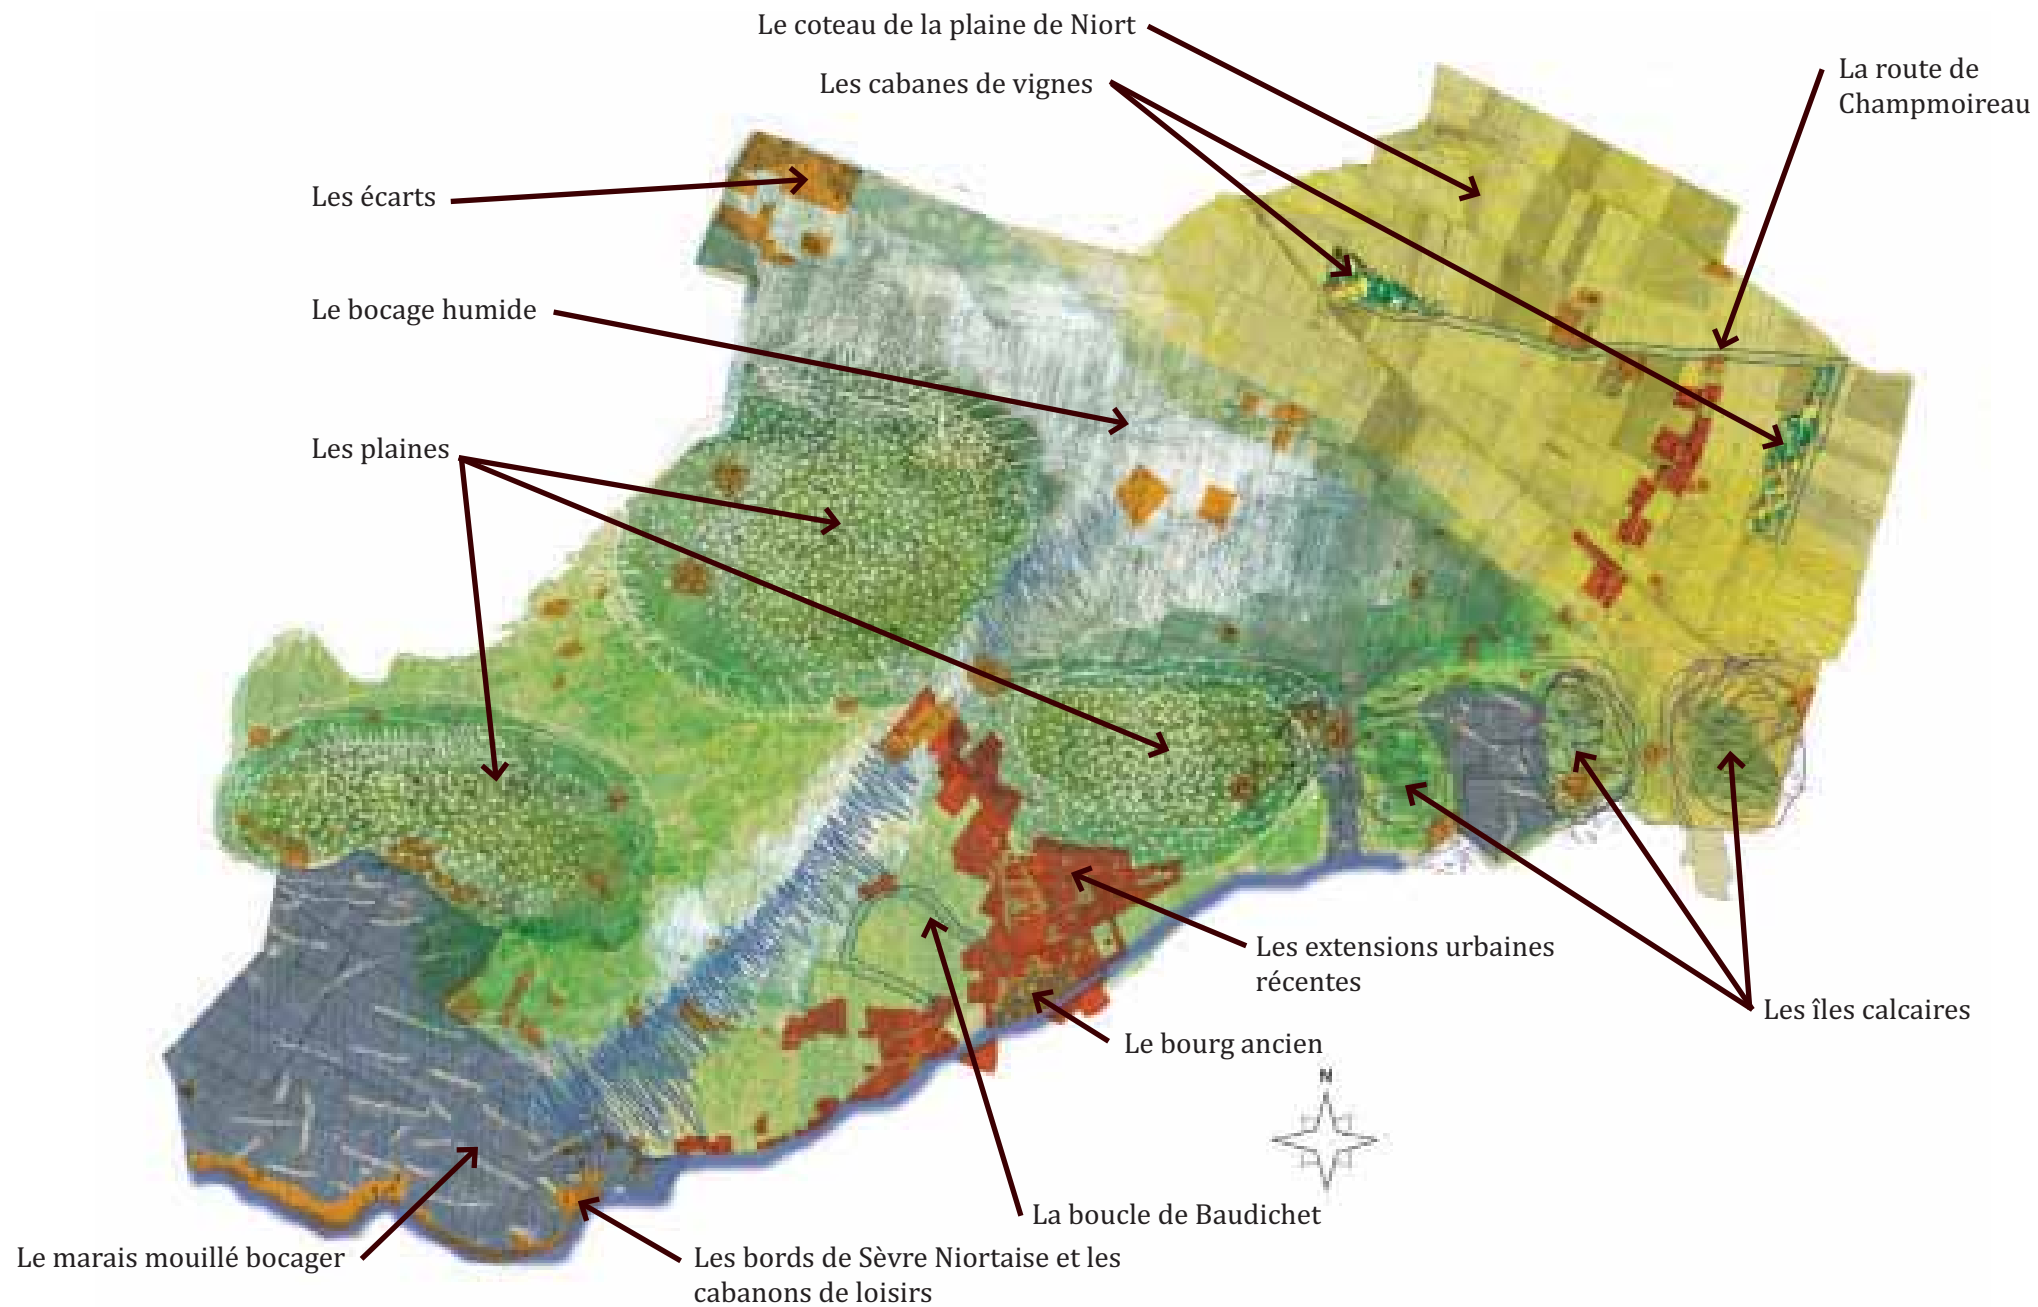 Le coteau de la plaine de Niort
Les cabanes de vignes
La route de
Champmoireau
Les écarts
Le bocage humide
Les plaines
Les extensions urbaines
récentes
Les îles calcaires
Le bourg ancien
N
La boucle de Baudichet
Le marais mouillé bocager
Les bords de Sèvre Niortaise et les
cabanons de loisirs